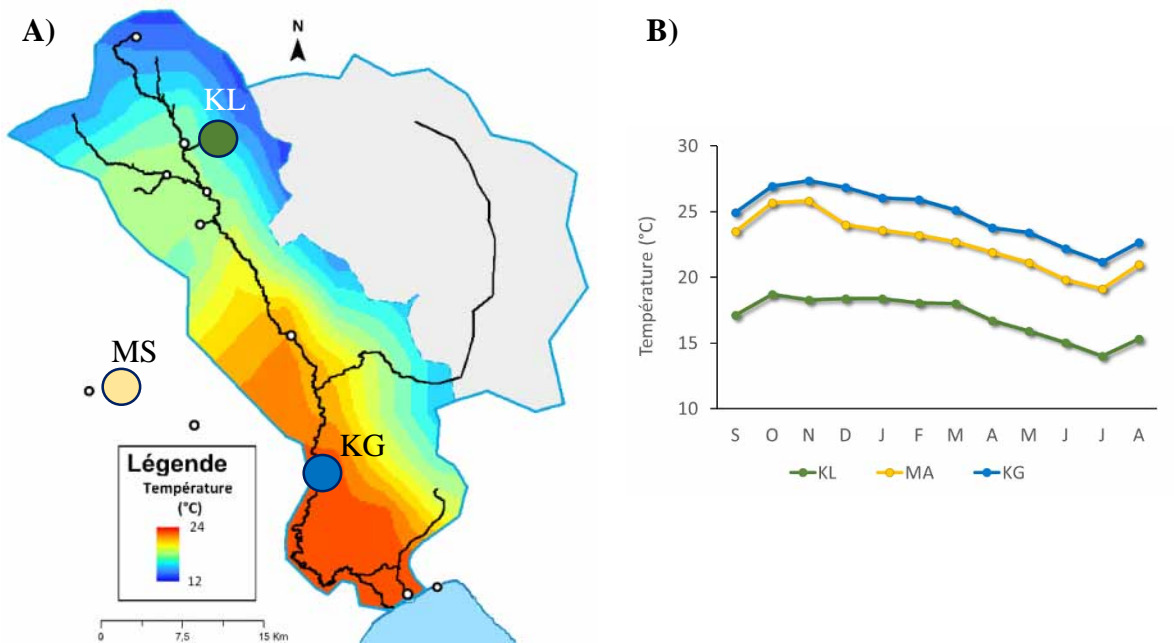 A)
N
KL
MS
KG
Légende
Température
(°C)
24
12
0 7,5 15 Km
B)
Température (°C)
30
25
20
15
10
S O N D J F M A M J J A
KL MA KG